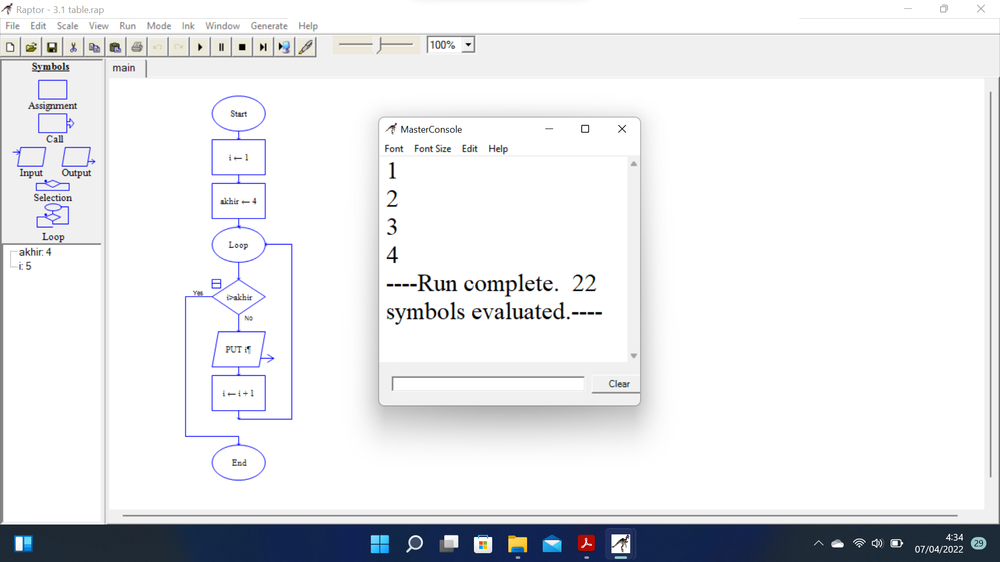 Raptor - 3.1 table.rap
File Edit Scale View Run Mode Ink Window Generate Help
100%
Symbols
Assignment
Call
Input Output
Selection
Loop
akhir: 4
i: 5
main
Start
i ← 1
akhir ← 4
Loop
Yes
i>akhir
No
PUT i¶
i ← i + 1
End
MasterConsole
Font Font Size Edit Help
1
2
3
4
----Run complete.  22
symbols evaluated.----
Clear
4:34
07/04/2022
29